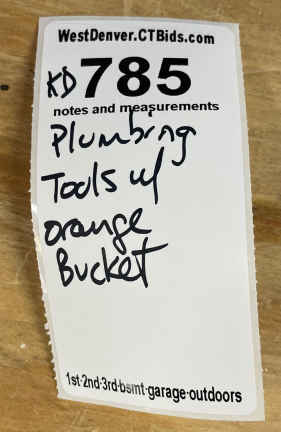 WestDenver.CTBids.com
KD 785
notes and measurements
Plumbing
Tools w/
orange
Bucket
1st·2nd·3rd·bsmt·garage·outdoors